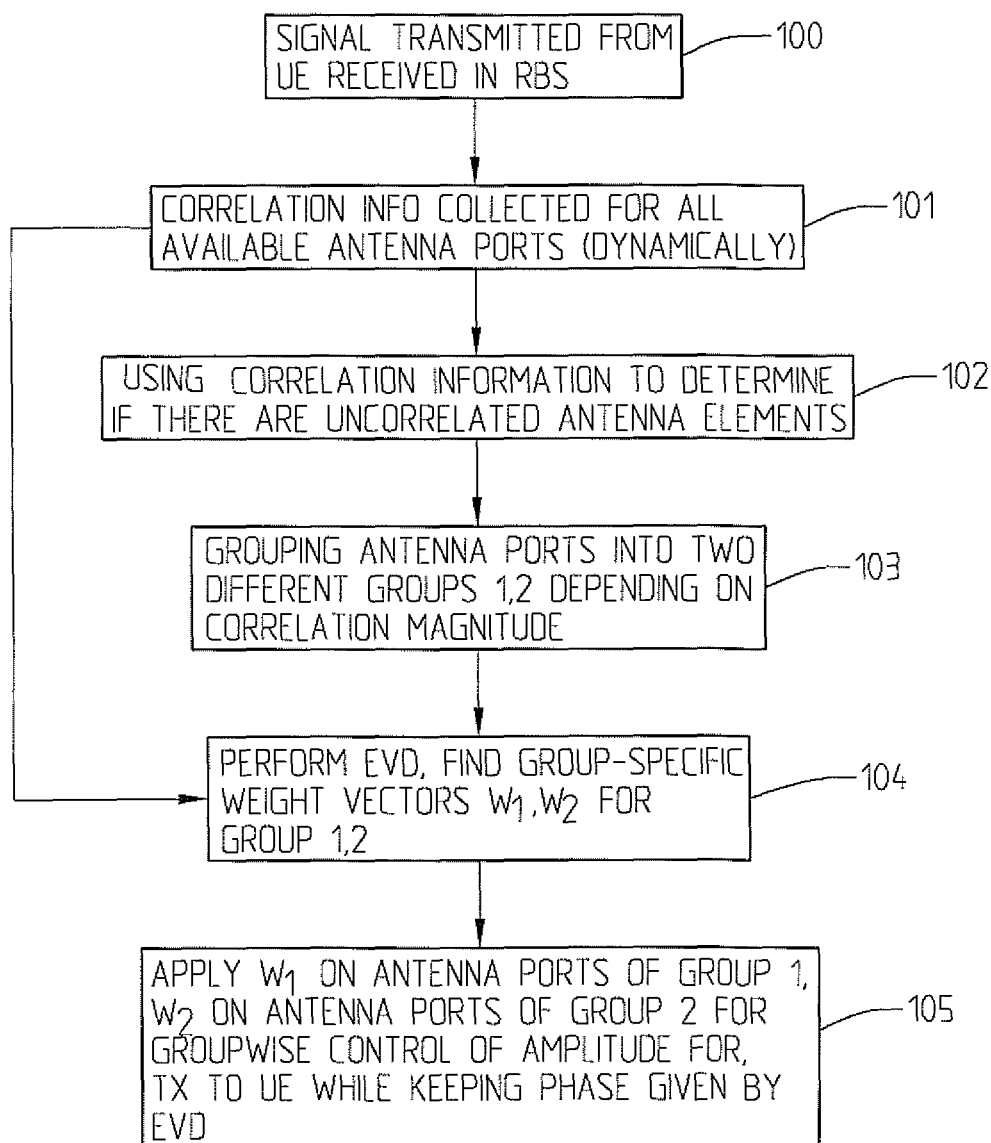 SIGNAL TRANSMITTED FROM
UE RECEIVED IN RBS
100
CORRELATION INFO COLLECTED FOR ALL
AVAILABLE ANTENNA PORTS (DYNAMICALLY)
101
USING CORRELATION INFORMATION TO DETERMINE
IF THERE ARE UNCORRELATED ANTENNA ELEMENTS
102
GROUPING ANTENNA PORTS INTO TWO
DIFFERENT GROUPS 1,2 DEPENDING ON
CORRELATION MAGNITUDE
103
PERFORM EVD, FIND GROUP-SPECIFIC
WEIGHT VECTORS W1,W2 FOR
GROUP 1,2
104
APPLY W1 ON ANTENNA PORTS OF GROUP 1,
W2 ON ANTENNA PORTS OF GROUP 2 FOR
GROUPWISE CONTROL OF AMPLITUDE FOR,
TX TO UE WHILE KEEPING PHASE GIVEN BY
EVD
105